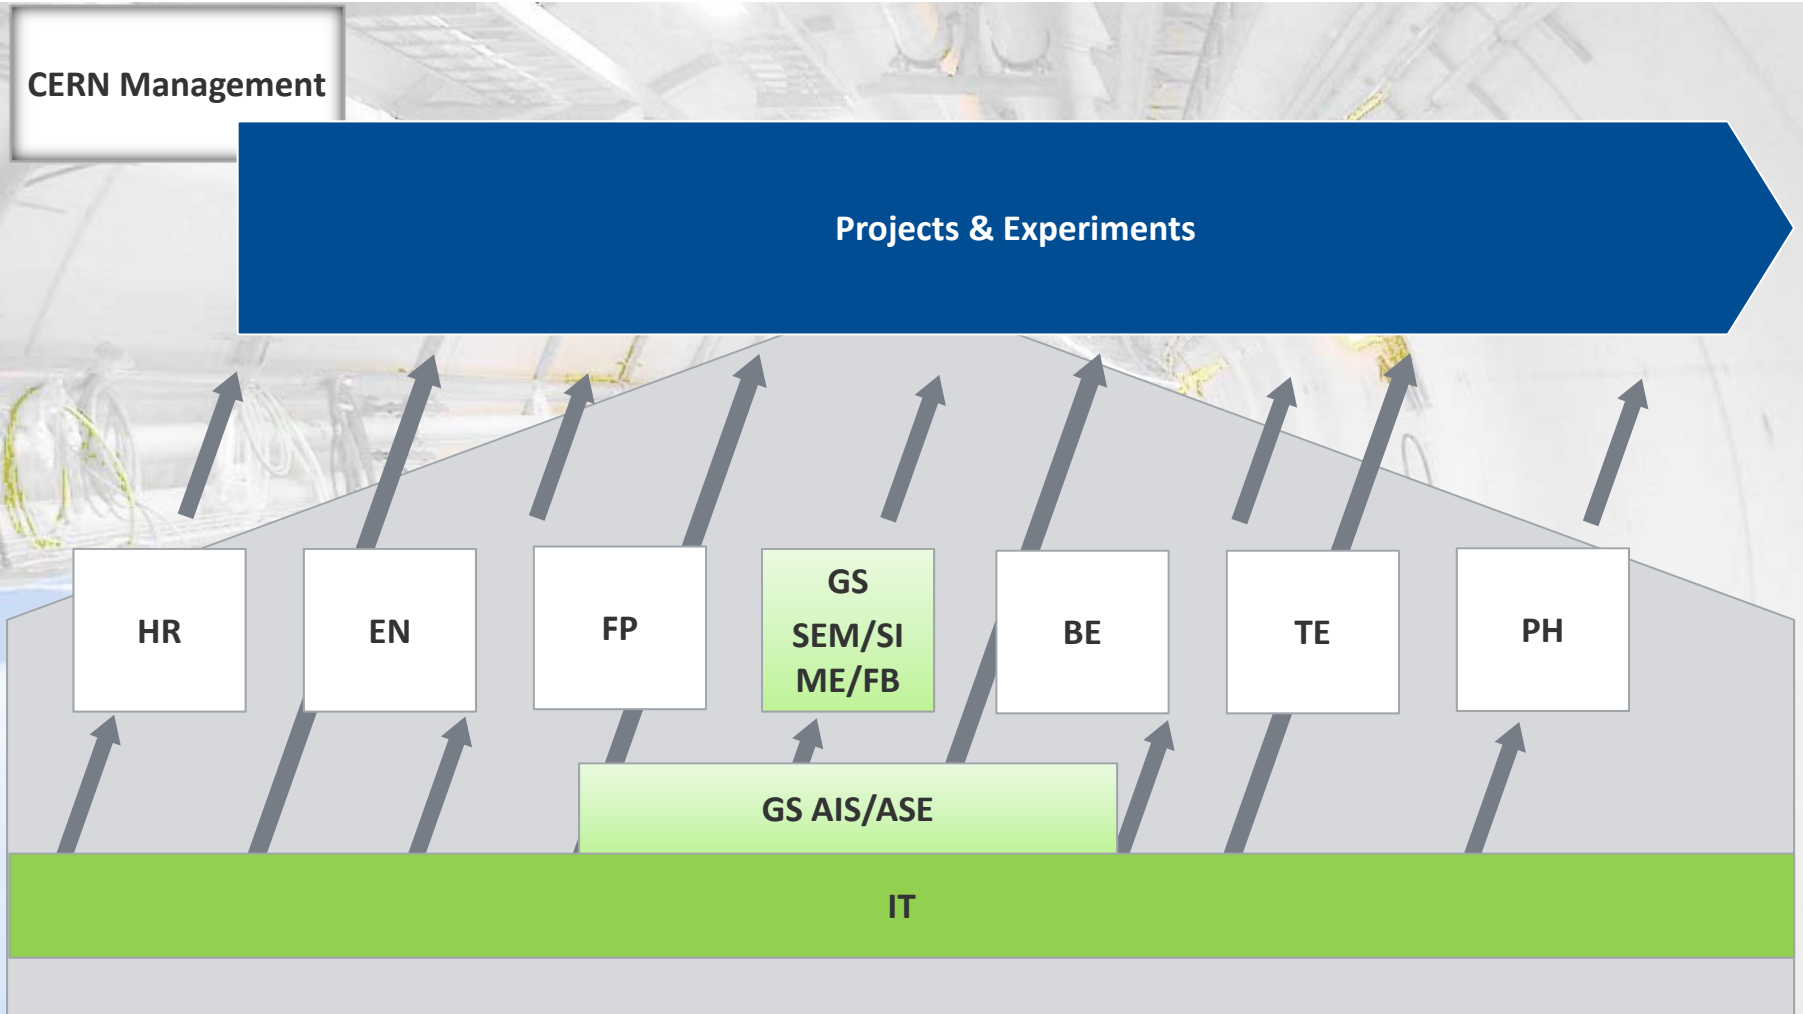 CERN Management
Projects & Experiments
HR
EN
FP
GS
SEM/SI
ME/FB
BE
TE
PH
GS AIS/ASE
IT